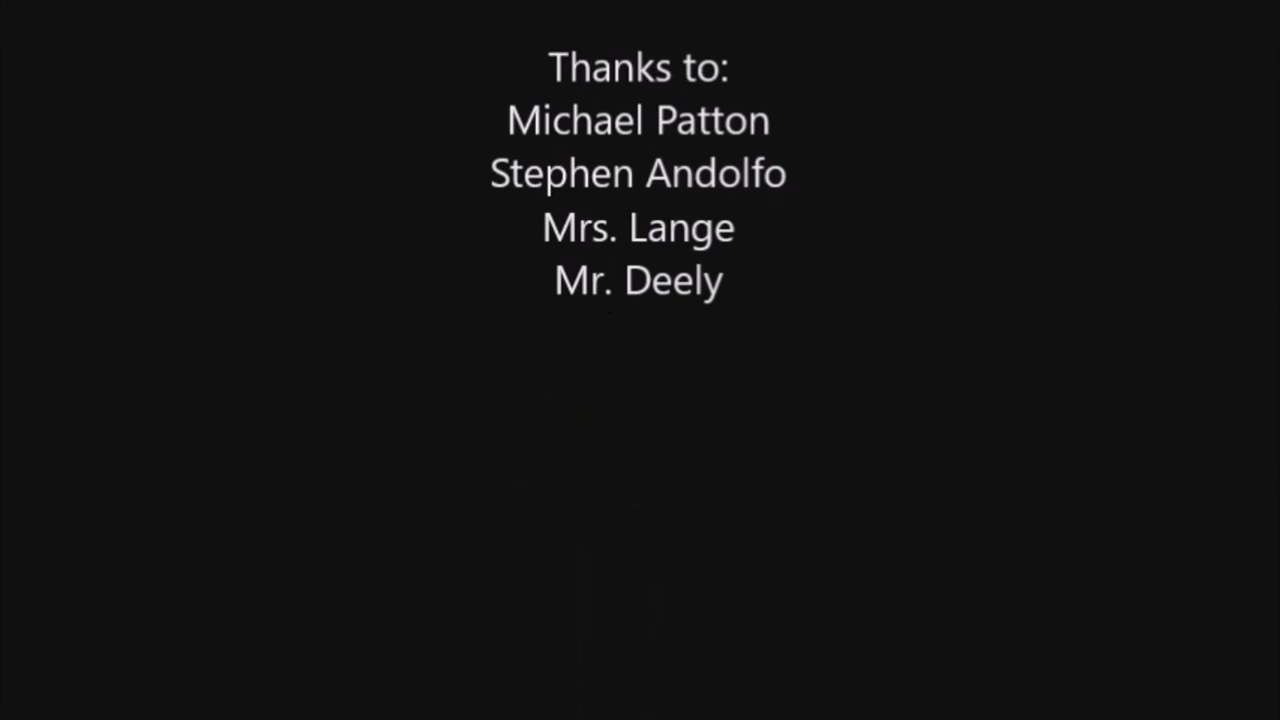 Thanks to:
Michael Patton
Stephen Andolfo
Mrs. Lange
Mr. Deely